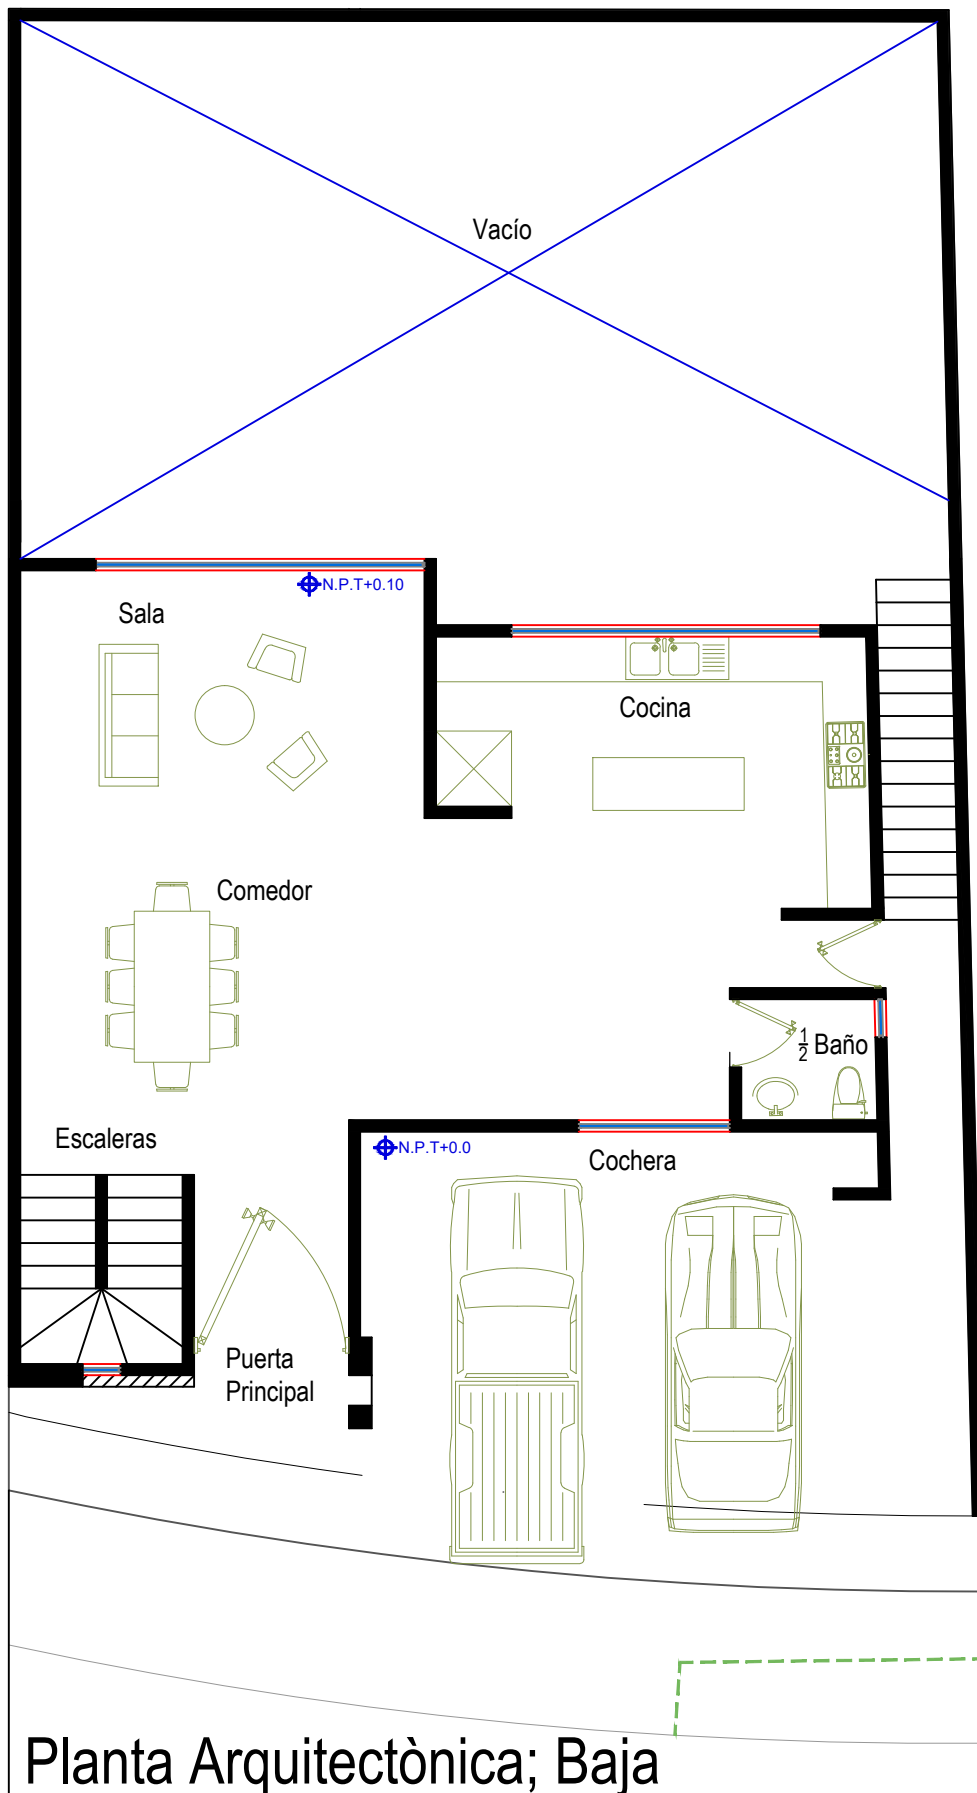 Vacío
N.P.T+0.10
Sala
Cocina
Comedor
½ Baño
Escaleras
N.P.T+0.0
Cochera
Puerta
Principal
Planta Arquitectònica; Baja